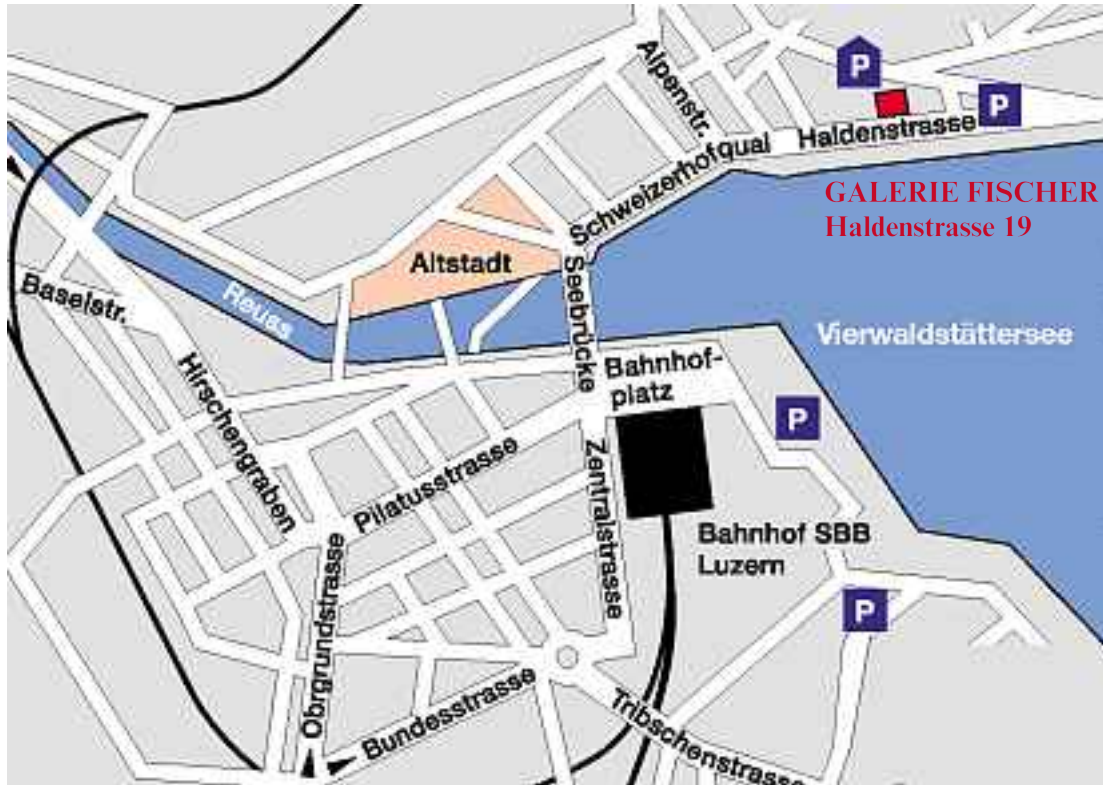 P
Alpenstr.
P
Haldenstrasse
Schweizerhofquai
GALERIE FISCHER
Haldenstrasse 19
Altstadt
Seebrücke
Baselstr.
Reuss
Vierwaldstättersee
Hirschengraben
Bahnhof-
platz
P
Pilatusstrasse
Zentralstrasse
Bahnhof SBB
Luzern
Obrgrundstrasse
P
Bundesstrasse
Tribschenstrasse